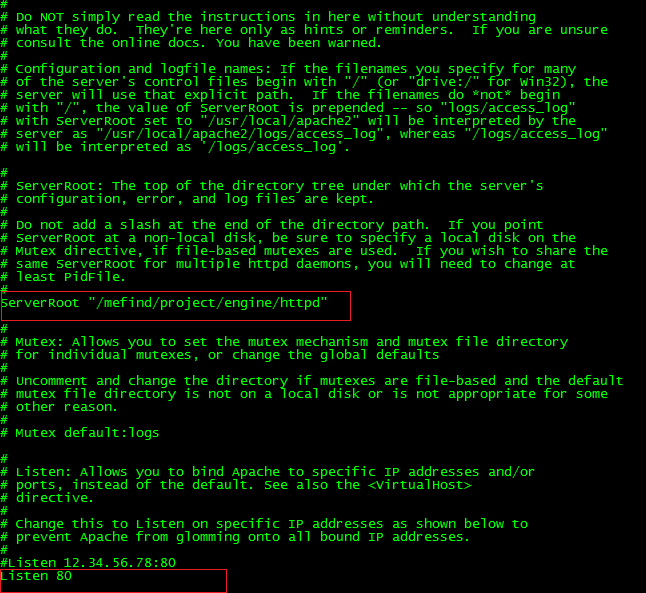 #
# Do NOT simply read the instructions in here without understanding
# what they do.  They're here only as hints or reminders.  If you are unsure
# consult the online docs. You have been warned.
#
# Configuration and logfile names: If the filenames you specify for many
# of the server's control files begin with "/" (or "drive:/" for Win32), the
# server will use that explicit path.  If the filenames do *not* begin
# with "/", the value of ServerRoot is prepended -- so "logs/access_log"
# with ServerRoot set to "/usr/local/apache2" will be interpreted by the
# server as "/usr/local/apache2/logs/access_log", whereas "/logs/access_log"
# will be interpreted as '/logs/access_log'.
#
# ServerRoot: The top of the directory tree under which the server's
# configuration, error, and log files are kept.
#
# Do not add a slash at the end of the directory path.  If you point
# ServerRoot at a non-local disk, be sure to specify a local disk on the
# Mutex directive, if file-based mutexes are used.  If you wish to share the
# same ServerRoot for multiple httpd daemons, you will need to change at
# least PidFile.
#
ServerRoot "/mefind/project/engine/httpd"
#
# Mutex: Allows you to set the mutex mechanism and mutex file directory
# for individual mutexes, or change the global defaults
#
# Uncomment and change the directory if mutexes are file-based and the default
# mutex file directory is not on a local disk or is not appropriate for some
# other reason.
#
# Mutex default:logs
#
# Listen: Allows you to bind Apache to specific IP addresses and/or
# ports, instead of the default. See also the <VirtualHost>
# directive.
#
# Change this to Listen on specific IP addresses as shown below to
# prevent Apache from glomming onto all bound IP addresses.
#
#Listen 12.34.56.78:80
Listen 80